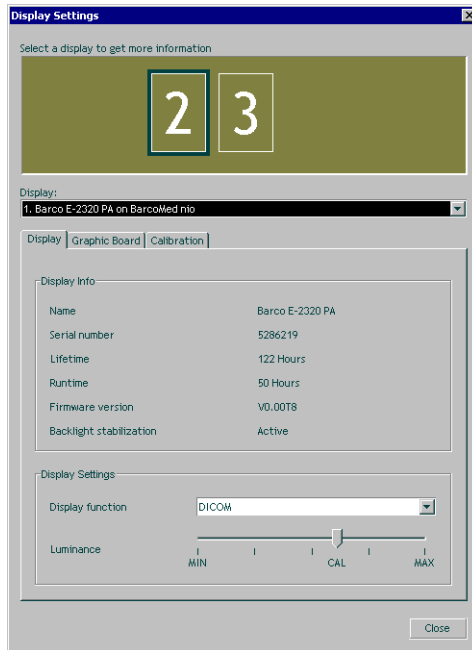 Display Settings
Select a display to get more information
2 3
Display:
1. Barco E-2320 PA on BarcoMed nio
Display Graphic Board Calibration
Display Info
Name Barco E-2320 PA
Serial number 5286219
Lifetime 122 Hours
Runtime 50 Hours
Firmware version V0.00T8
Backlight stabilization Active
Display Settings
Display function DICOM
Luminance
MIN CAL MAX
Close